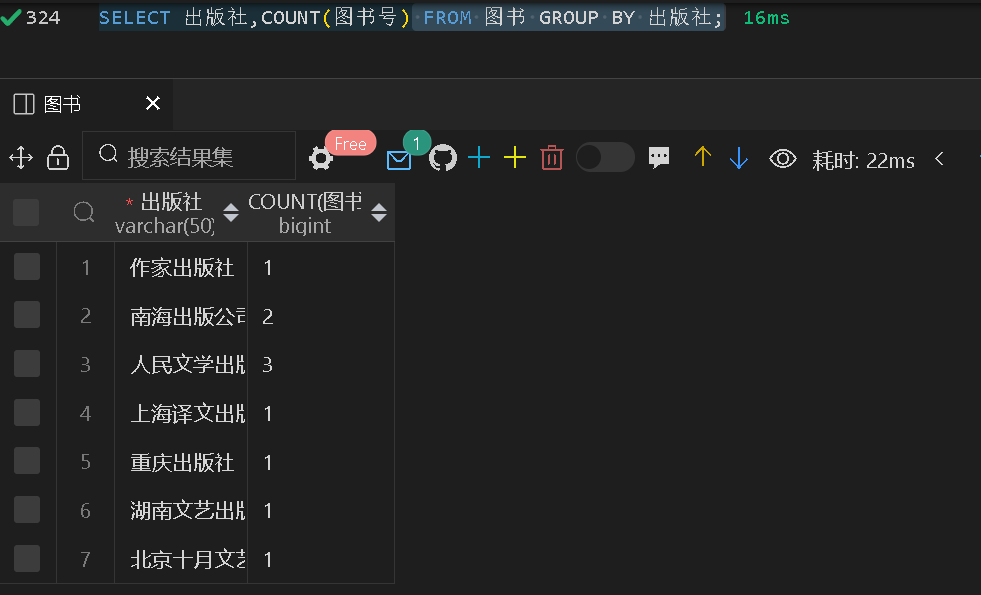 324 SELECT 出版社,COUNT(图书号) FROM 图书 GROUP BY 出版社; 16ms
图书
搜索结果集 Free 1 耗时: 22ms
* 出版社 COUNT(图书
varchar(50) bigint
1 作家出版社 1
2 南海出版公司 2
3 人民文学出版 3
4 上海译文出版 1
5 重庆出版社 1
6 湖南文艺出版 1
7 北京十月文艺 1